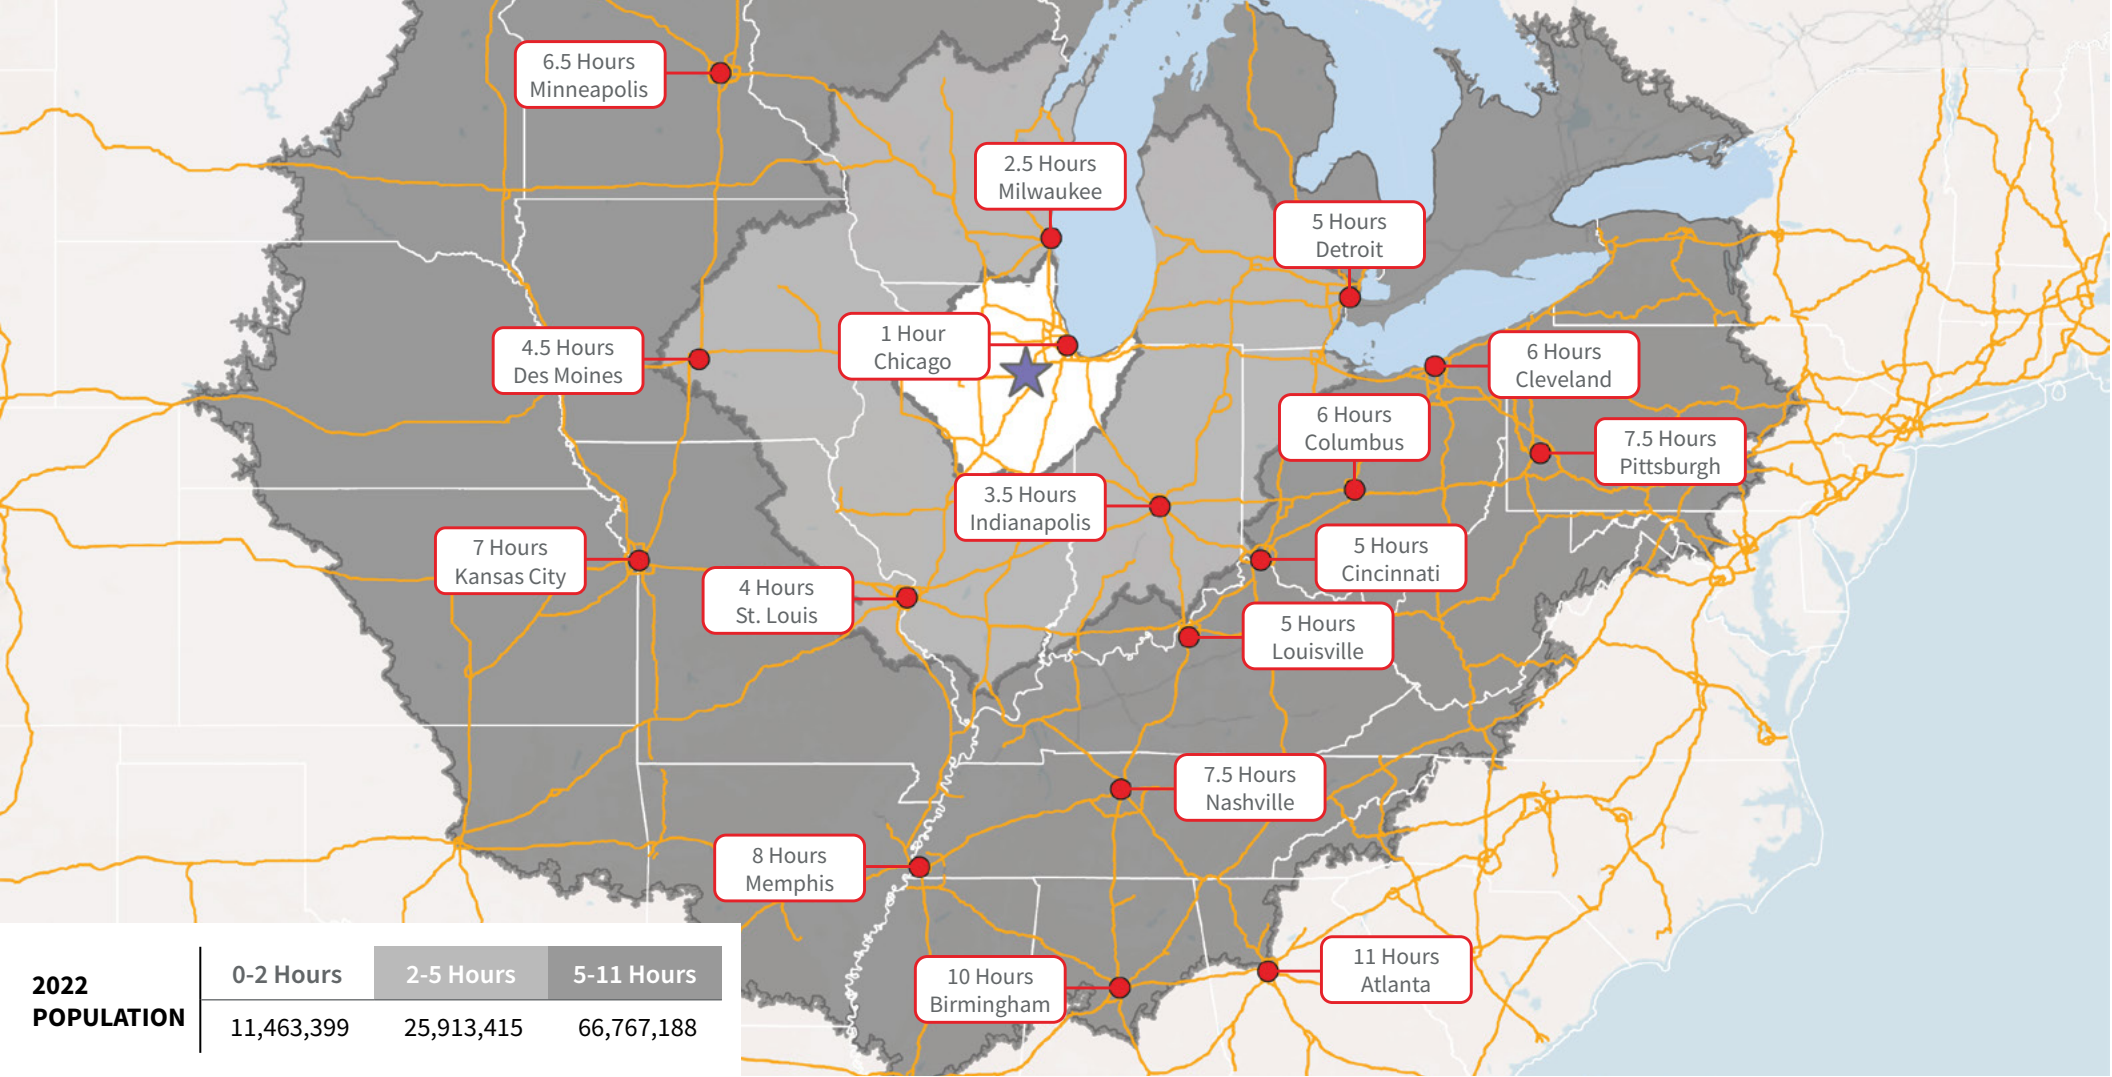 6.5 Hours
Minneapolis
2.5 Hours
Milwaukee
5 Hours
Detroit
1 Hour
Chicago
4.5 Hours
Des Moines
6 Hours
Cleveland
6 Hours
Columbus
7.5 Hours
Pittsburgh
3.5 Hours
Indianapolis
7 Hours
Kansas City
5 Hours
Cincinnati
4 Hours
St. Louis
5 Hours
Louisville
7.5 Hours
Nashville
8 Hours
Memphis
11 Hours
Atlanta
10 Hours
Birmingham
2022
POPULATION
0-2 Hours 2-5 Hours 5-11 Hours
11,463,399 25,913,415 66,767,188